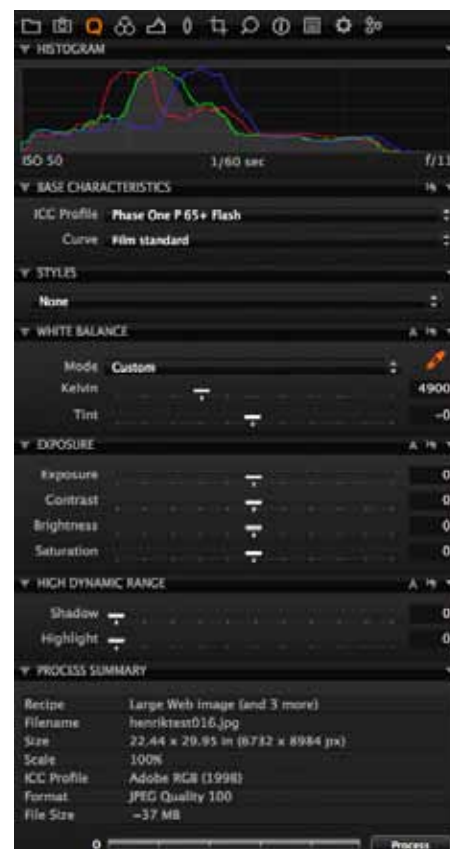 HISTOGRAM
ISO 50 1/60 sec f/11
BASE CHARACTERISTICS
ICC Profile Phase One P 65+ Flash
Curve Film standard
STYLES
None
WHITE BALANCE A
Mode Custom
Kelvin 4900
Tint -0
EXPOSURE A
Exposure 0
Contrast 0
Brightness 0
Saturation 0
HIGH DYNAMIC RANGE A
Shadow 0
Highlight 0
PROCESS SUMMARY
Recipe Large Web image (and 3 more)
Filename henriktest016.jpg
Size 22.44 x 29.95 in (6732 x 8984 px)
Scale 100%
ICC Profile Adobe RGB (1998)
Format JPEG Quality 100
File Size ~37 MB
0 Process